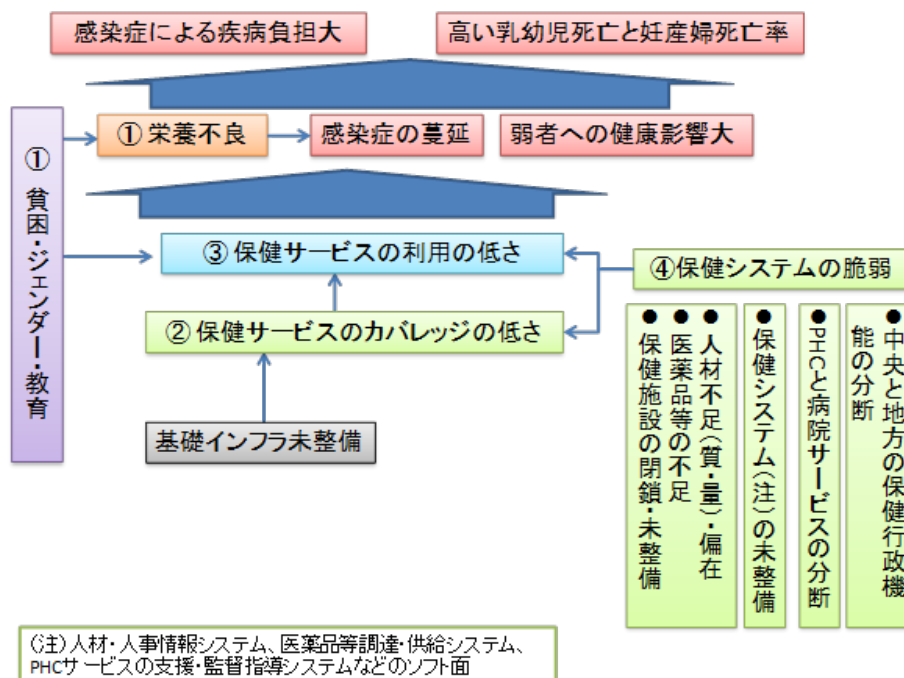 感染症による疾病負担大
高い乳幼児死亡と妊産婦死亡率
① 貧困・ジェンダー・教育
① 栄養不良
感染症の蔓延
弱者への健康影響大
③ 保健サービスの利用の低さ
④保健システムの脆弱
② 保健サービスのカバレッジの低さ
基礎インフラ未整備
● 人材不足(質・量)・偏在
● 医薬品等の不足
● 保健施設の閉鎖・未整備
● 保健システム(注)の未整備
● PHCと病院サービスの分断
● 中央と地方の保健行政機
能の分断
(注)人材・人事情報システム、医薬品等調達・供給システム、
PHCサービスの支援・監督指導システムなどのソフト面